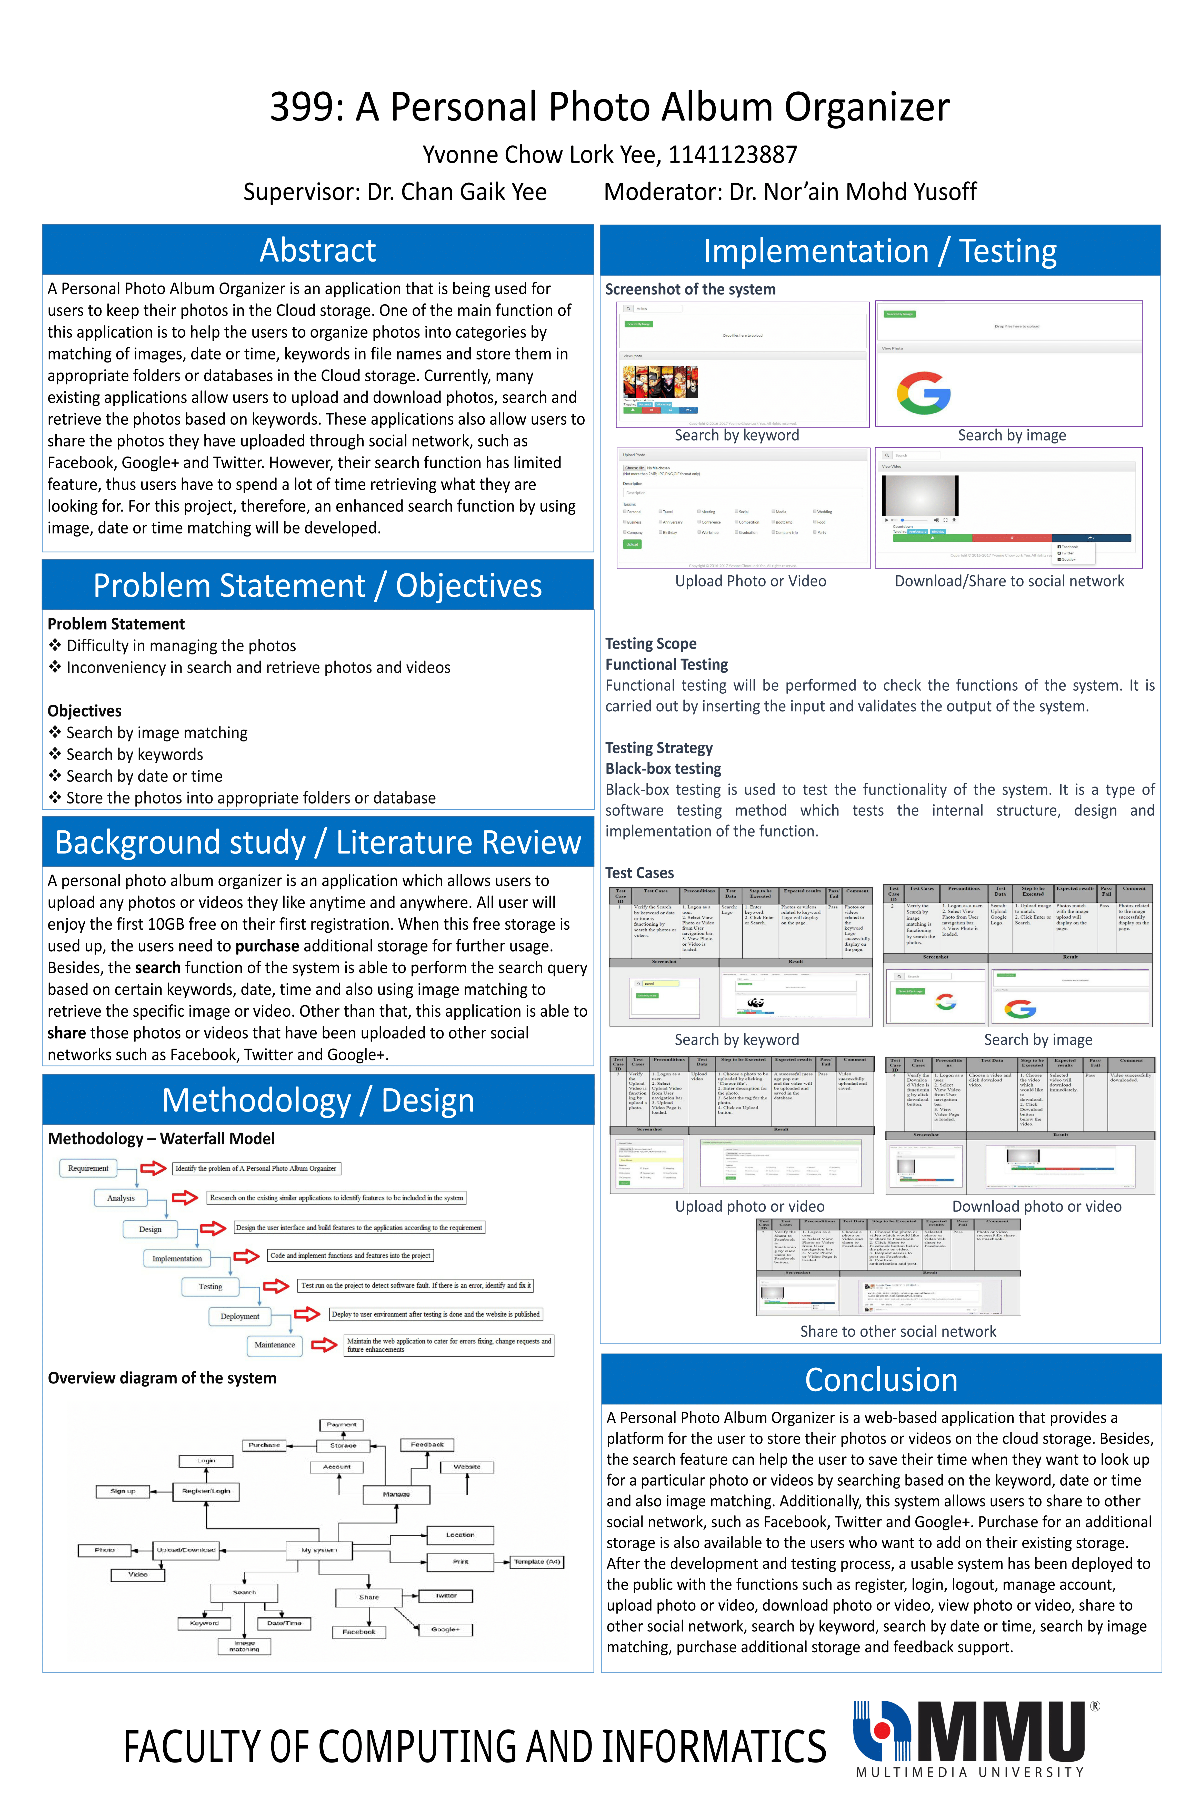 399: A Personal Photo Album Organizer
Yvonne Chow Lork Yee, 1141123887
Supervisor: Dr. Chan Gaik Yee Moderator: Dr. Nor’ain Mohd Yusoff
Abstract
A Personal Photo Album Organizer is an application that is being used for
users to keep their photos in the Cloud storage. One of the main function of
this application is to help the users to organize photos into categories by
matching of images, date or time, keywords in file names and store them in
appropriate folders or databases in the Cloud storage. Currently, many
existing applications allow users to upload and download photos, search and
retrieve the photos based on keywords. These applications also allow users to
share the photos they have uploaded through social network, such as
Facebook, Google+ and Twitter. However, their search function has limited
feature, thus users have to spend a lot of time retrieving what they are
looking for. For this project, therefore, an enhanced search function by using
image, date or time matching will be developed.
Problem Statement / Objectives
Problem Statement
❖ Difficulty in managing the photos
❖ Inconveniency in search and retrieve photos and videos
Objectives
❖ Search by image matching
❖ Search by keywords
❖ Search by date or time
❖ Store the photos into appropriate folders or database
Background study / Literature Review
A personal photo album organizer is an application which allows users to
upload any photos or videos they like anytime and anywhere. All user will
enjoy the first 10GB free on their first registration. When this free storage is
used up, the users need to purchase additional storage for further usage.
Besides, the search function of the system is able to perform the search query
based on certain keywords, date, time and also using image matching to
retrieve the specific image or video. Other than that, this application is able to
share those photos or videos that have been uploaded to other social
networks such as Facebook, Twitter and Google+.
Methodology / Design
Methodology – Waterfall Model
Requirement
Identify the problem of A Personal Photo Album Organizer
Analysis
Research on the existing similar applications to identify features to be included in the system
Design
Design the user interface and build features to the application according to the requirement
Implementation
Code and implement functions and features into the project
Testing
Test run on the project to detect software fault. If there is an error, identify and fix it
Deployment
Deploy to user environment after testing is done and the website is published
Maintenance
Maintain the web application to cater for errors fixing, change requests and
future enhancements
Overview diagram of the system
Payment
Purchase
Storage
Feedback
Login
Account
Website
Sign up
Register/Login
Manage
Location
Photo
Upload/Download
My system
Print
Template (A4)
Video
Search
Share
Twitter
Keyword
Date/Time
Facebook
Google+
Image
matching
Implementation / Testing
Screenshot of the system
Search by keyword
Search by image
Upload Photo or Video
Download/Share to social network
Testing Scope
Functional Testing
Functional testing will be performed to check the functions of the system. It is
carried out by inserting the input and validates the output of the system.
Testing Strategy
Black-box testing
Black-box testing is used to test the functionality of the system. It is a type of
software testing method which tests the internal structure, design and
implementation of the function.
Test Cases
Search by keyword
Search by image
Upload photo or video
Download photo or video
Share to other social network
Conclusion
A Personal Photo Album Organizer is a web-based application that provides a
platform for the user to store their photos or videos on the cloud storage. Besides,
the search feature can help the user to save their time when they want to look up
for a particular photo or videos by searching based on the keyword, date or time
and also image matching. Additionally, this system allows users to share to other
social network, such as Facebook, Twitter and Google+. Purchase for an additional
storage is also available to the users who want to add on their existing storage.
After the development and testing process, a usable system has been deployed to
the public with the functions such as register, login, logout, manage account,
upload photo or video, download photo or video, view photo or video, share to
other social network, search by keyword, search by date or time, search by image
matching, purchase additional storage and feedback support.
FACULTY OF COMPUTING AND INFORMATICS
MMU®
MULTIMEDIA UNIVERSITY